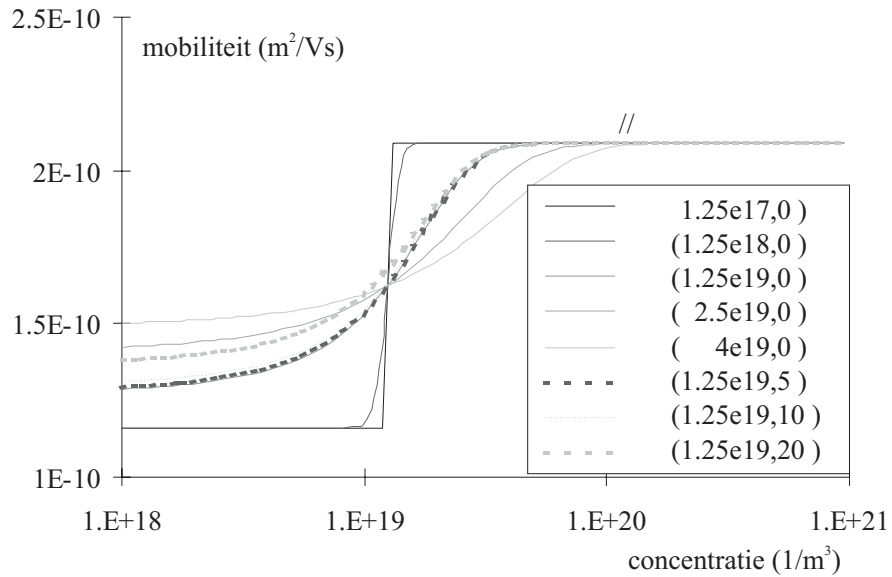 2.5E-10
mobiliteit (m²/Vs)
//
2E-10
1.5E-10
1E-10
1.25e17,0 )
(1.25e18,0 )
(1.25e19,0 )
( 2.5e19,0 )
( 4e19,0 )
(1.25e19,5 )
(1.25e19,10 )
(1.25e19,20 )
1.E+18 1.E+19 1.E+20 1.E+21
concentratie (1/m³)